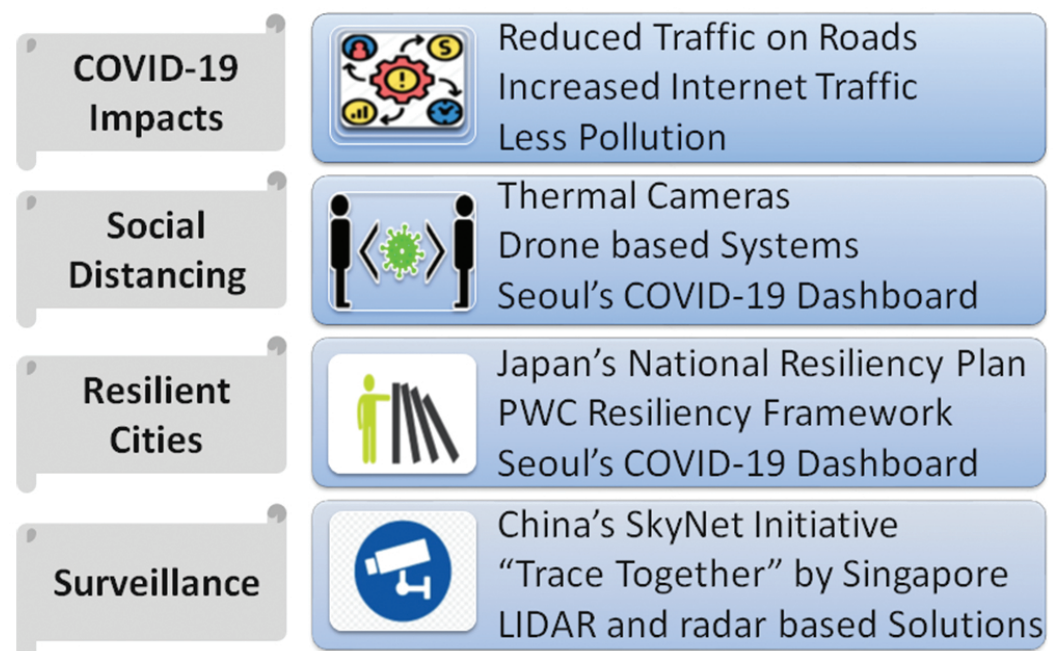 COVID-19
Impacts
Reduced Traffic on Roads
Increased Internet Traffic
Less Pollution
Social
Distancing
Thermal Cameras
Drone based Systems
Seoul’s COVID-19 Dashboard
Resilient
Cities
Japan’s National Resiliency Plan
PWC Resiliency Framework
Seoul’s COVID-19 Dashboard
Surveillance
China’s SkyNet Initiative
“Trace Together” by Singapore
LIDAR and radar based Solutions